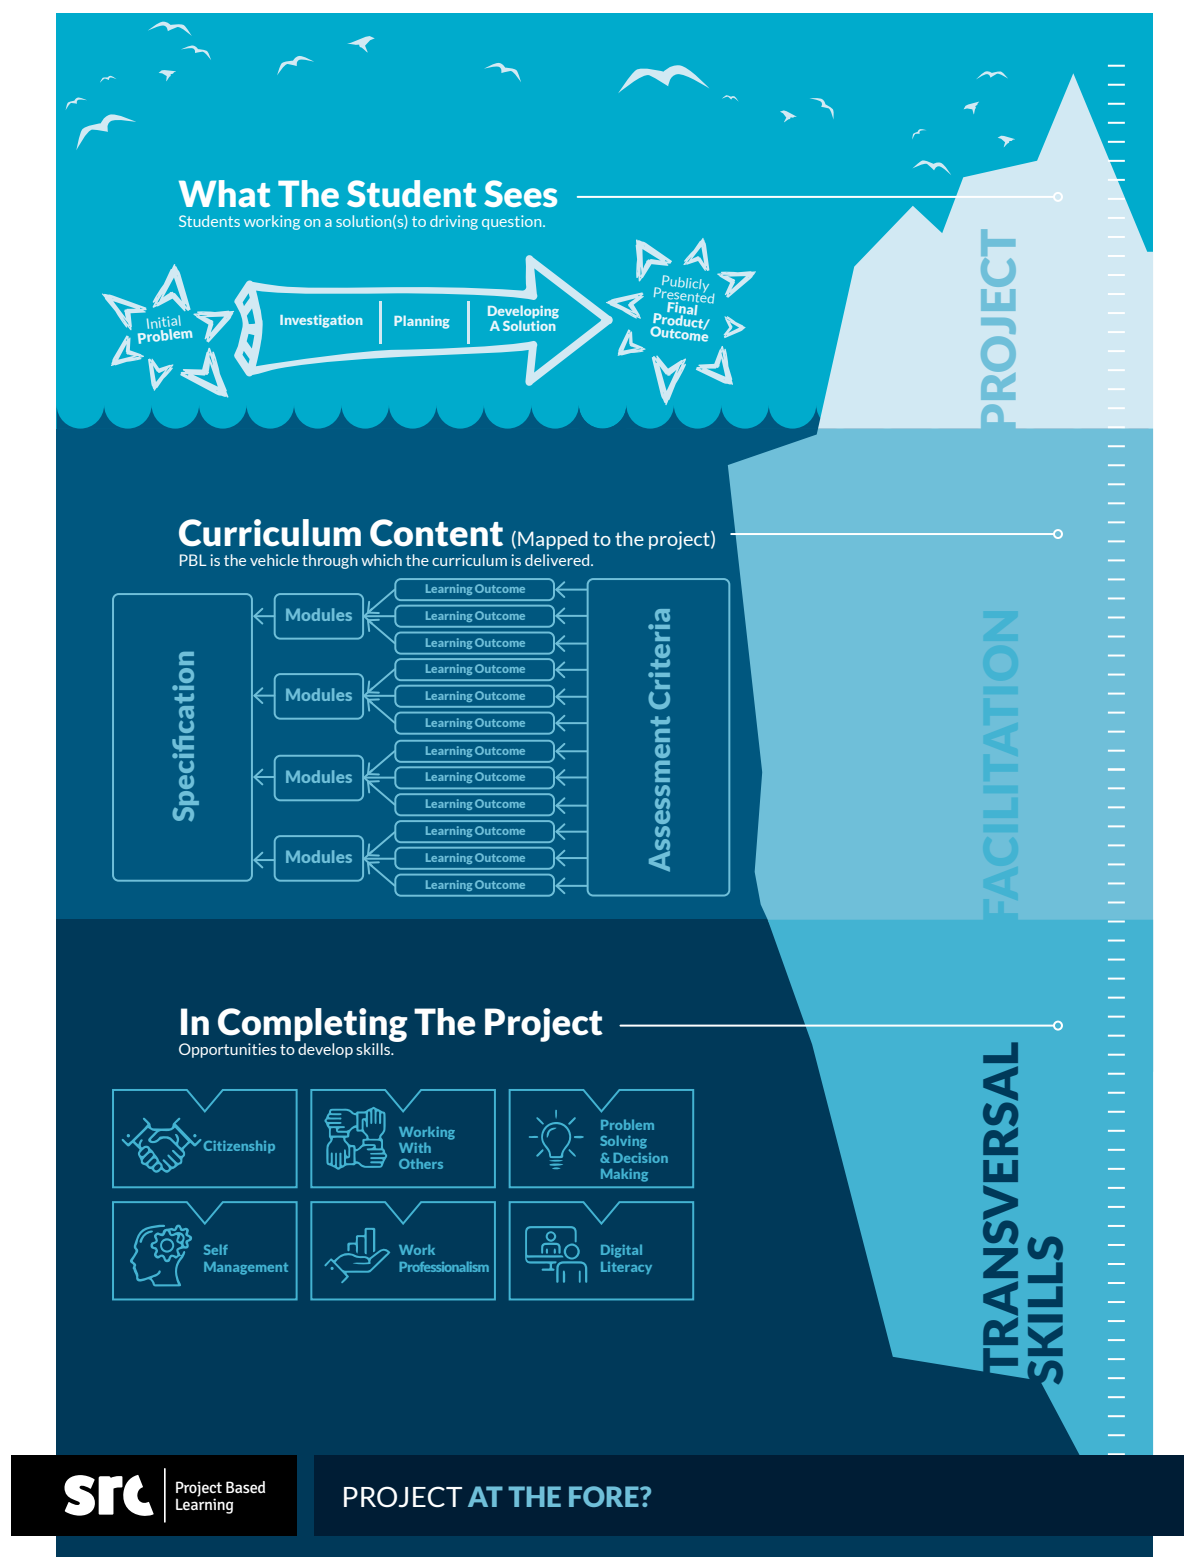 What The Student Sees
Students working on a solution(s) to driving question.
Initial
Problem
Investigation
Planning
Developing
A Solution
Publicly
Presented
Final
Product/
Outcome
PROJECT
Curriculum Content (Mapped to the project)
PBL is the vehicle through which the curriculum is delivered.
Specification
Modules
Modules
Modules
Modules
Learning Outcome
Learning Outcome
Learning Outcome
Learning Outcome
Learning Outcome
Learning Outcome
Learning Outcome
Learning Outcome
Learning Outcome
Learning Outcome
Learning Outcome
Learning Outcome
Assessment Criteria
FACILITATION
In Completing The Project
Opportunities to develop skills.
Citizenship
Working
With
Others
Problem
Solving
& Decision
Making
Self
Management
Work
Professionalism
Digital
Literacy
TRANSVERSAL
SKILLS
src
Project Based
Learning
PROJECT AT THE FORE?